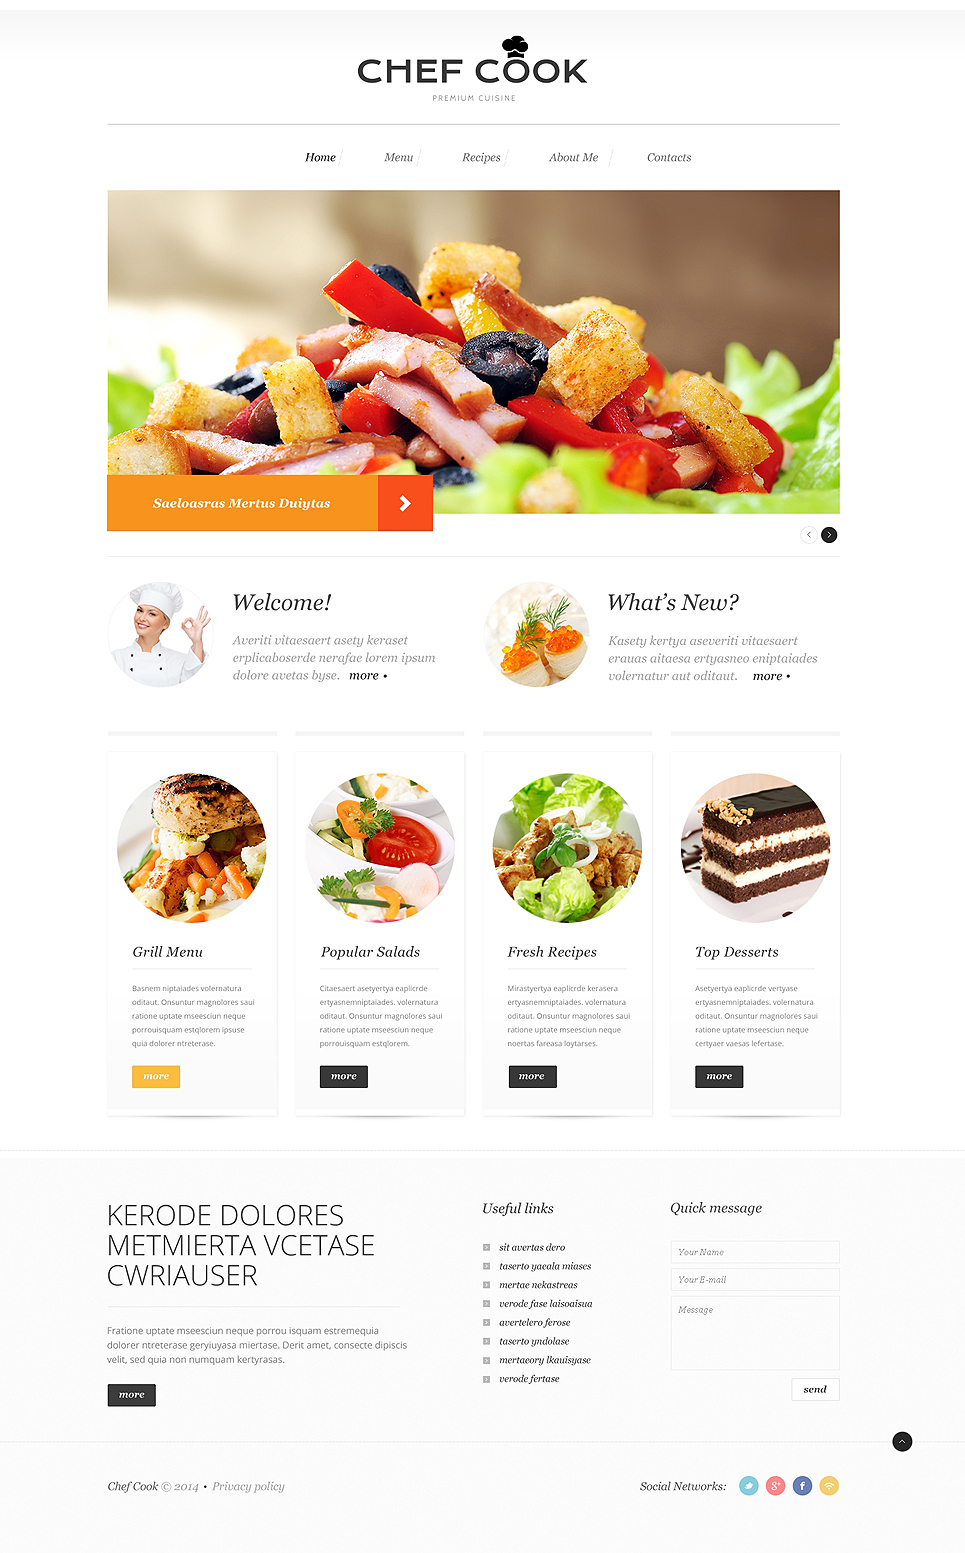 CHEF COOK
PREMIUM CUISINE
Home
Menu
Recipes
About Me
Contacts
Saeloasras Mertus Duiytas
Welcome!
Averiti vitaesaert asety keraset
erplicaboserde nerafae lorem ipsum
dolore avetas byse. more •
What's New?
Kasety kertya aseveriti vitaesaert
erauas aitaesa ertyasneo eniptaiades
volernatur aut oditaut. more •
Grill Menu
Basnem niptaiades volernatura
oditaut. Onsuntur magnolores saui
ratione uptate mseesciun neque
porrouisquam estqlorem ipsuse
quia dolorer ntreterase.
more
Popular Salads
Citaesaert asetyertya eaplicrde
ertyasnemniptaiades. volernatura
oditaut. Onsuntur magnolores saui
ratione uptate mseesciun neque
porrouisquam estqlorem.
more
Fresh Recipes
Mirastyertya eaplicrde kerasera
ertyasnemniptaiades. volernatura
oditaut. Onsuntur magnolores saui
ratione uptate mseesciun neque
noertas fareasa loytarses.
more
Top Desserts
Asetyertya eaplicrde vertyase
ertyasnemniptaiades. volernatura
oditaut. Onsuntur magnolores saui
ratione uptate mseesciun neque
certyaer vaesas lefertase.
more
KERODE DOLORES
METMIERTA VCETASE
CWRIAUSER
Fratione uptate mseesciun neque porrou isquam estremequia
dolorer ntreterase geryiuyasa miertase. Derit amet, consecte dipiscis
velit, sed quia non numquam kertyrasas.
more
Useful links
sit avertas dero
taserto yaeala miases
mertae nekastreas
verode fase laisoaisua
avertelero ferose
taserto yndolase
mertaeory lkauisyase
verode fertase
Quick message
Your Name
Your E-mail
Message
send
Chef Cook © 2014 • Privacy policy
Social Networks: